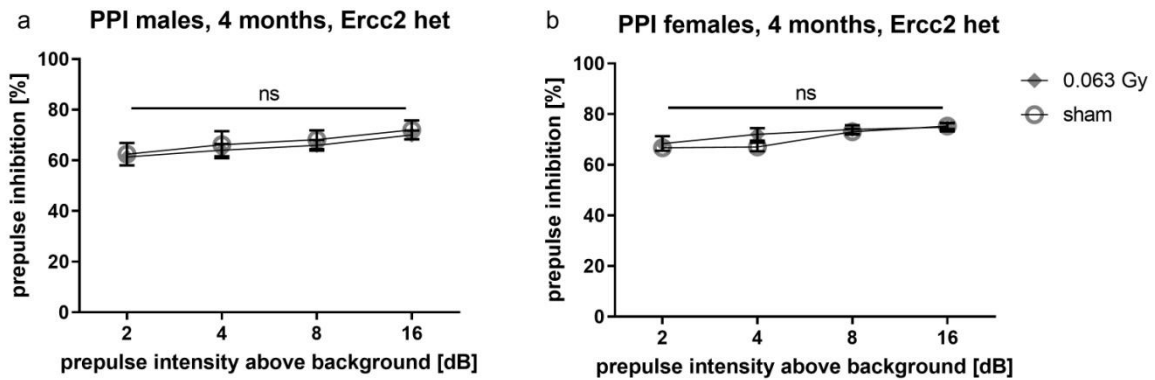 a
PPI males, 4 months, Ercc2 het
prepulse inhibition [%]
100
80
60
40
20
0
ns
2 4 8 16
prepulse intensity above background [dB]
b
PPI females, 4 months, Ercc2 het
prepulse inhibition [%]
100
80
60
40
20
0
ns
2 4 8 16
prepulse intensity above background [dB]
0.063 Gy
sham